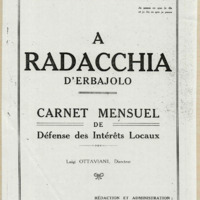 A
RADACCHIA
D'ERBAJOLO
CARNET MENSUEL
DE
Défense des Intérêts Locaux
Luigi OTTAVIANI, Directeur
RÉDACTION ET ADMINISTRATION :